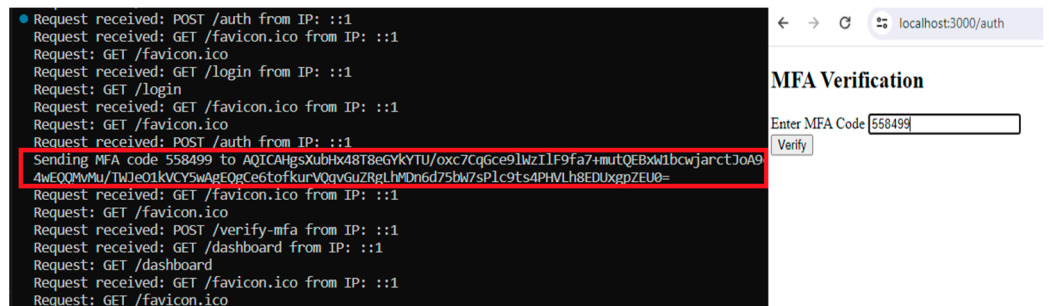 Request received: POST /auth from IP: ::1
Request received: GET /favicon.ico from IP: ::1
Request: GET /favicon.ico
Request received: GET /login from IP: ::1
Request: GET /login
Request received: GET /favicon.ico from IP: ::1
Request: GET /favicon.ico
Request received: POST /auth from IP: ::1
Sending MFA code 558499 to AQICAHgsXubHx48T8eGYkYTU/oxc7CqGce9lWzIlF9fa7+mutQEBxW1bcwjarctJoA9
4wEQQMvMu/TWJeO1kVCY5wAgEQgCe6tofkurVQqvGuZRgLhMDn6d75bW7sPlc9ts4PHVLh8EDUxgpZEU0=
Request received: GET /favicon.ico from IP: ::1
Request: GET /favicon.ico
Request received: POST /verify-mfa from IP: ::1
Request received: GET /dashboard from IP: ::1
Request: GET /dashboard
Request received: GET /favicon.ico from IP: ::1
Request: GET /favicon.ico
localhost:3000/auth
MFA Verification
Enter MFA Code 558499
Verify